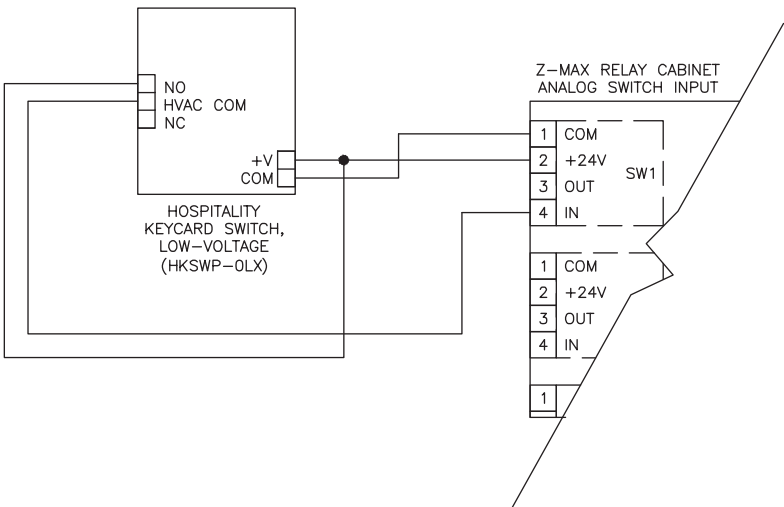 NO
HVAC COM
NC
+V
COM
HOSPITALITY
KEYCARD SWITCH,
LOW-VOLTAGE
(HKSWP-0LX)
Z-MAX RELAY CABINET
ANALOG SWITCH INPUT
1 COM
2 +24V
3 OUT
4 IN
SW1
1 COM
2 +24V
3 OUT
4 IN
1